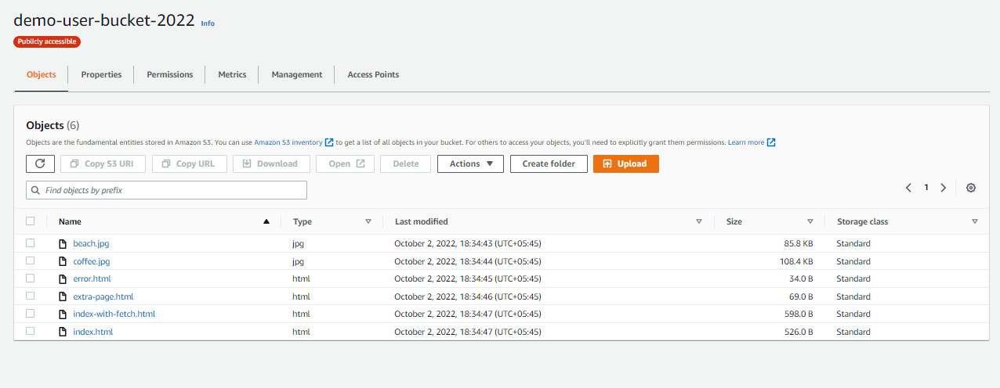 demo-user-bucket-2022 Info
Publicly accessible
Objects Properties Permissions Metrics Management Access Points
Objects (6)
Objects are the fundamental entities stored in Amazon S3. You can use Amazon S3 inventory to get a list of all objects in your bucket. For others to access your objects, you'll need to explicitly grant them permissions. Learn more
Copy S3 URI Copy URL Download Open Delete Actions Create folder Upload
Find objects by prefix 1
Name Type Last modified Size Storage class
beach.jpg jpg October 2, 2022, 18:34:43 (UTC+05:45) 85.8 KB Standard
coffee.jpg jpg October 2, 2022, 18:34:44 (UTC+05:45) 108.4 KB Standard
error.html html October 2, 2022, 18:34:45 (UTC+05:45) 34.0 B Standard
extra-page.html html October 2, 2022, 18:34:46 (UTC+05:45) 69.0 B Standard
index-with-fetch.html html October 2, 2022, 18:34:47 (UTC+05:45) 598.0 B Standard
index.html html October 2, 2022, 18:34:47 (UTC+05:45) 526.0 B Standard